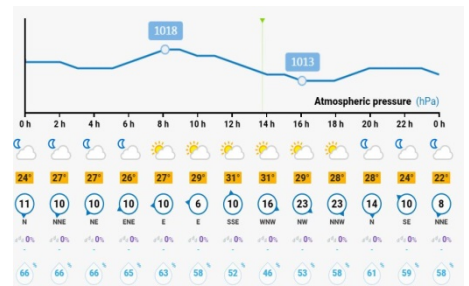 1018
1013
Atmospheric pressure (hPa)
0 h 2 h 4 h 6 h 8 h 10 h 12 h 14 h 16 h 18 h 20 h 22 h 0 h
24° 27° 27° 26° 27° 29° 31° 31° 29° 28° 28° 24° 22°
11 10 10 10 10 6 10 16 23 23 14 10 8
N NNE NE ENE E E SSE WNW NW NNW N SE NNE
0% 0% 0% 0% 0% 0% 0% 0% 0% 0% 0% 0% 0%
- - - - - - - - - - - - -
66 66 66 65 63 58 52 46 53 58 61 59 58